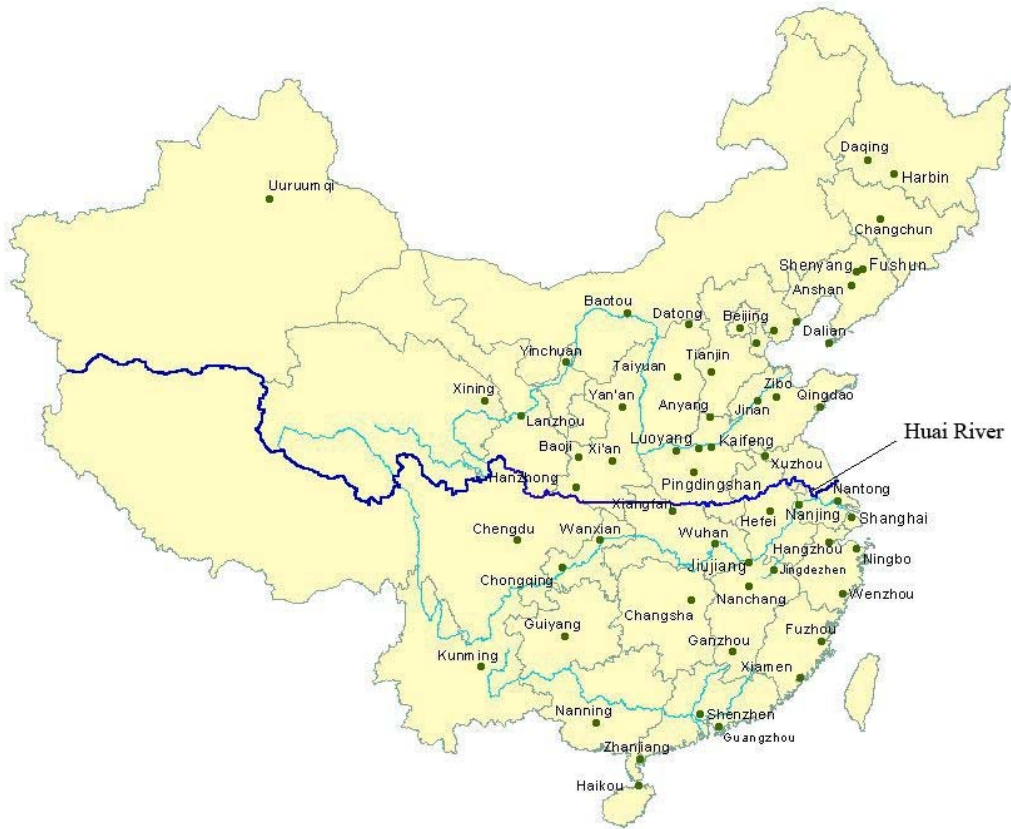 Daqing
Harbin
Uuruumqi
Changchun
Shenyang
Fushun
Anshan
Baotou
Datong
Beijing
Dalian
Yinchuan
Taiyuan
Tianjin
Xining
Yan'an
Zibo
Qingdao
Anyang
Jinan
Lanzhou
Huai River
Baoji
Xi'an
Luoyang
Kaifeng
Xuzhou
Hanzhong
Pingdingshan
Nantong
Xiangfan
Hefei
Nanjing
Shanghai
Chengdu
Wanxian
Wuhan
Hangzhou
Ningbo
Jiujiang
Jingdezhen
Chongqing
Nanchang
Wenzhou
Changsha
Guiyang
Fuzhou
Ganzhou
Kunming
Xiamen
Nanning
Shenzhen
Guangzhou
Zhanjiang
Haikou